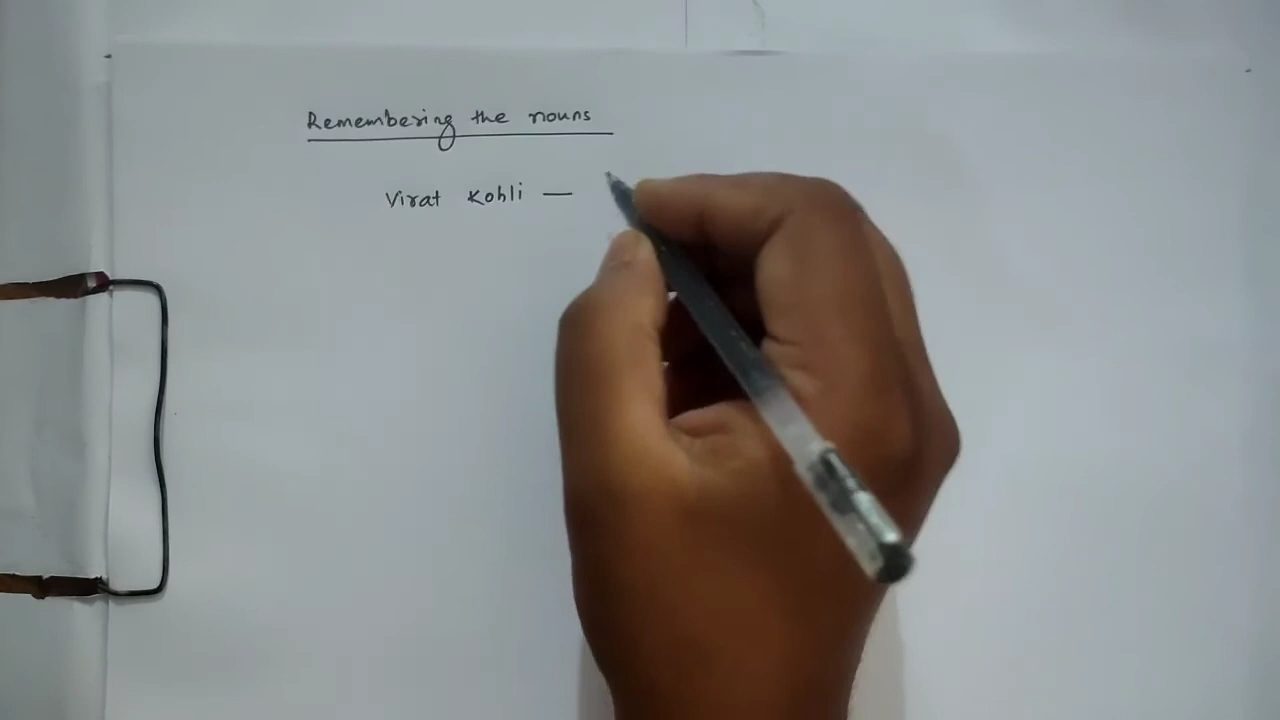 Remembering the nouns
Virat Kohli —